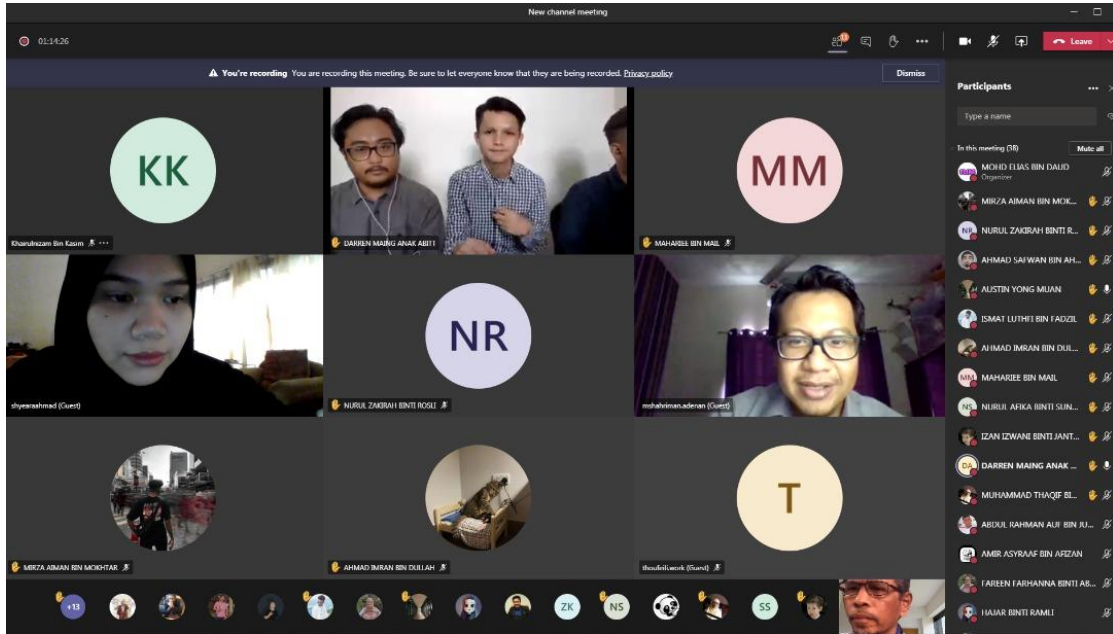 New channel meeting
01:14:26
13
Leave
You're recording You are recording this meeting. Be sure to let everyone know that they are being recorded. Privacy policy
Dismiss
KK
Khairulnizam Bin Kasim
DARREN MAING ANAK ABITT
MM
MAHARIEE BIN MAIL
shyearaahmad (Guest)
NR
NURUL ZAKIRAH BINTI ROSLI
mshahriman.adenan (Guest)
MIRZA AIMAN BIN MOKHTAR
AHMAD IMRAN BIN DULLAH
T
(Guest)
+13
ZK
NS
SS
Participants
Type a name
In this meeting (38)
Mute all
MOHD ELIAS BIN DAUD
Organizer
MIRZA AIMAN BIN MOK...
NR
NURUL ZAKIRAH BINTI R...
AHMAD SAFWAN BIN AH...
AUSTIN YONG MUAN
ISMAT LUTHFI BIN FADZIL
AHMAD IMRAN BIN DUL...
MM
MAHARIEE BIN MAIL
NS
NURUL AFIKA BINTI SUN...
IZAN IZWANI BINTI JANT...
DA
DARREN MAING ANAK ...
MUHAMMAD THAQIF BI...
ABDUL RAHMAN AUF BIN JU...
AMIR ASYRAAF BIN AFIZAN
FAREEN FARHANNA BINTI AB...
HAJAR BINTI RAMLI